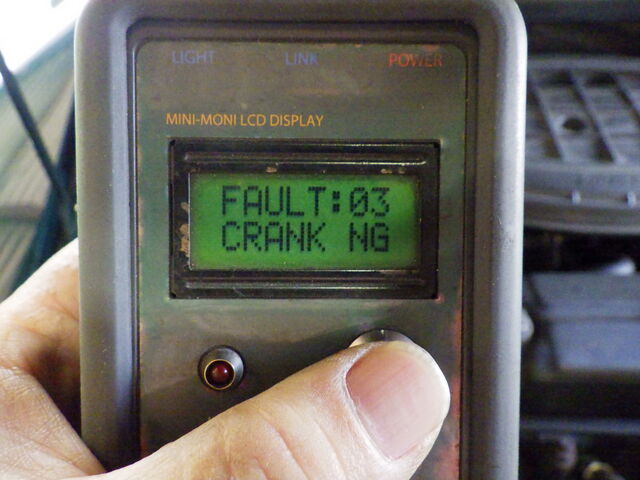 LIGHT LINK POWER
MINI-MONI LCD DISPLAY
FAULT:03
CRANK NG